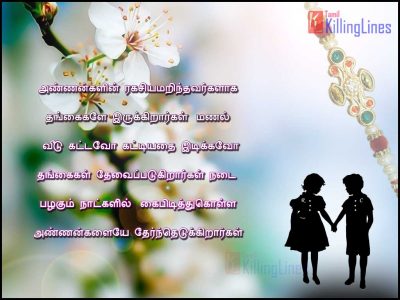 Tamil
KillingLines
அண்ணன்களின் ரகசியமறிந்தவர்களாக
தங்கைகளே இருக்கிறார்கள் மணல்
வீடு கட்டவோ கட்டியதை இடிக்கவோ
தங்கைகள் தேவைப்படுகிறார்கள் நடை
பழகும் நாட்களில் கைபிடித்துகொள்ள
அண்ணன்களையே தேர்ந்தெடுக்கிறார்கள்
KillingLines